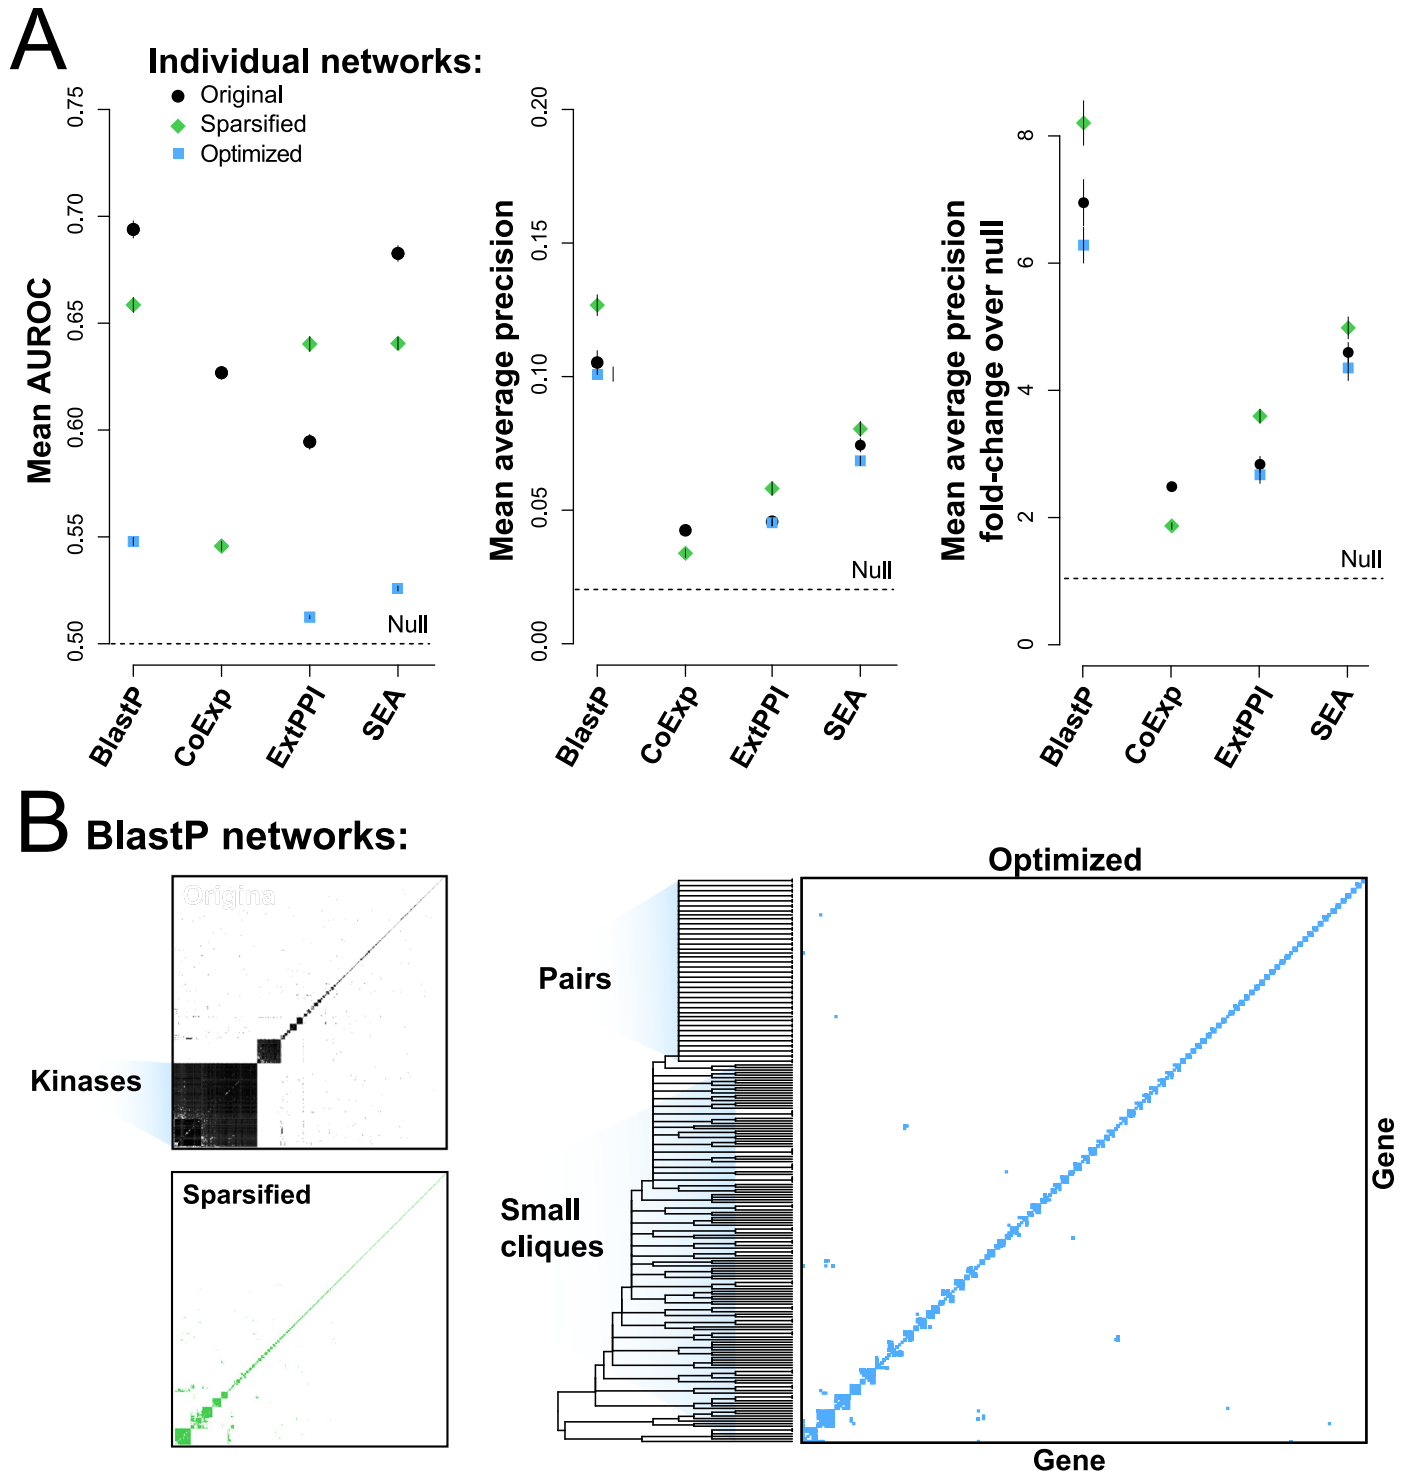 A
Individual networks:
Original
Sparsified
Optimized
Mean AUROC
0.75
0.70
0.65
0.60
0.55
0.50
Null
BlastP
CoExp
ExtPPI
SEA
Mean average precision
0.20
0.15
0.10
0.05
0.00
Null
BlastP
CoExp
ExtPPI
SEA
Mean average precision
fold-change over null
8
6
4
2
0
Null
BlastP
CoExp
ExtPPI
SEA
B
BlastP networks:
Origina
Kinases
Sparsified
Optimized
Pairs
Small
cliques
Gene
Gene